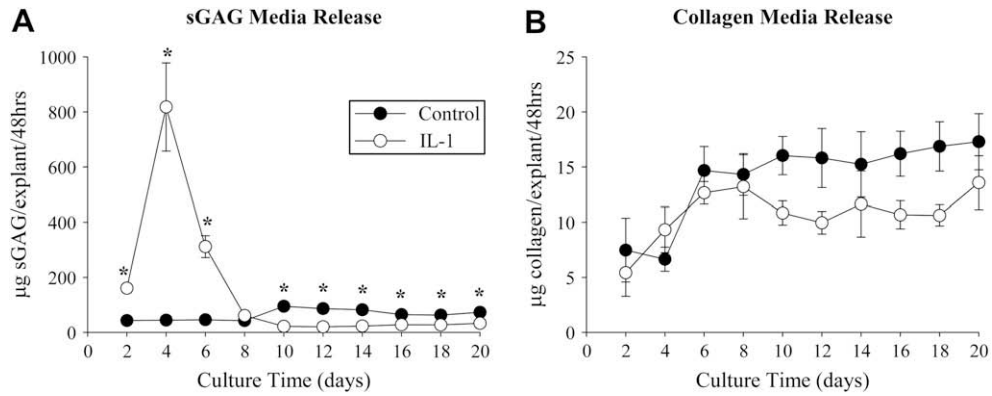 A
sGAG Media Release
µg sGAG/explant/48hrs
1000
800
600
400
200
0
*
*
*
*
*
*
*
*
*
Control
IL-1
0 2 4 6 8 10 12 14 16 18 20
Culture Time (days)
B
Collagen Media Release
µg collagen/explant/48hrs
25
20
15
10
5
0
0 2 4 6 8 10 12 14 16 18 20
Culture Time (days)